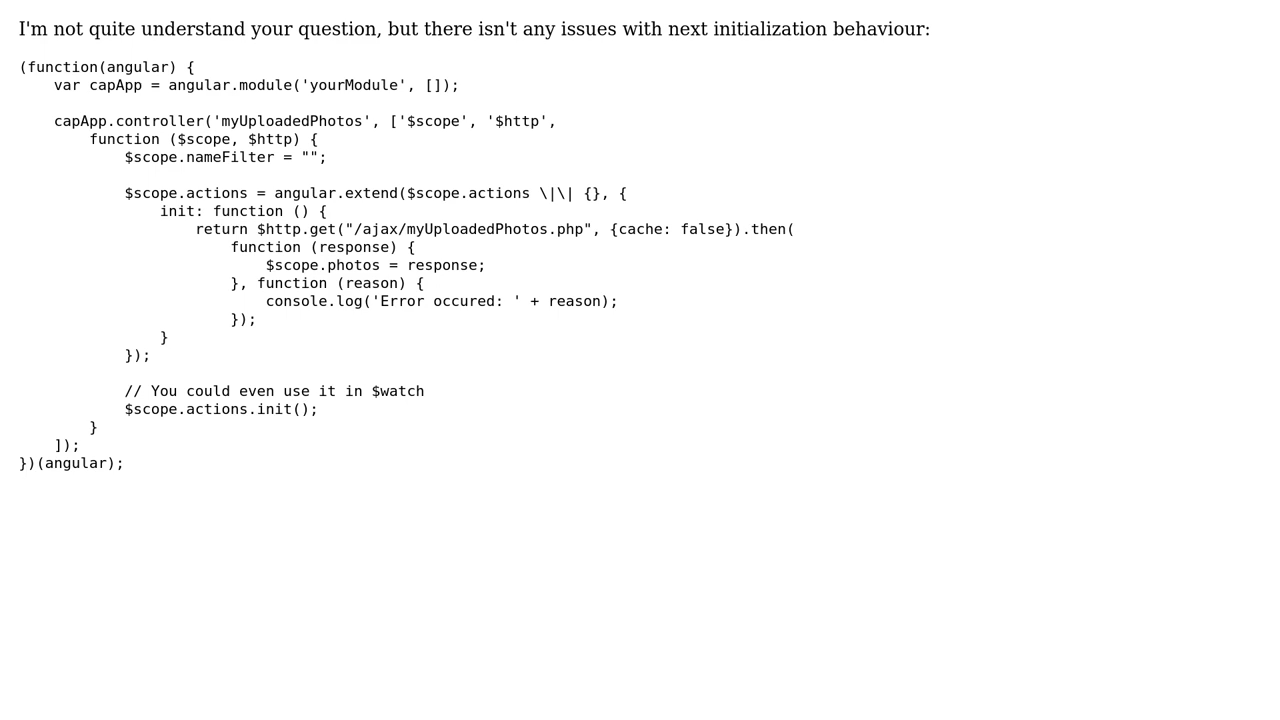 I'm not quite understand your question, but there isn't any issues with next initialization behaviour:
(function(angular) {
    var capApp = angular.module('yourModule', []);
    capApp.controller('myUploadedPhotos', ['$scope', '$http',
        function ($scope, $http) {
            $scope.nameFilter = "";
            $scope.actions = angular.extend($scope.actions \|\| {}, {
                init: function () {
                    return $http.get("/ajax/myUploadedPhotos.php", {cache: false}).then(
                        function (response) {
                            $scope.photos = response;
                        }, function (reason) {
                            console.log('Error occured: ' + reason);
                        });
                }
            });
            // You could even use it in $watch
            $scope.actions.init();
        }
    ]);
})(angular);